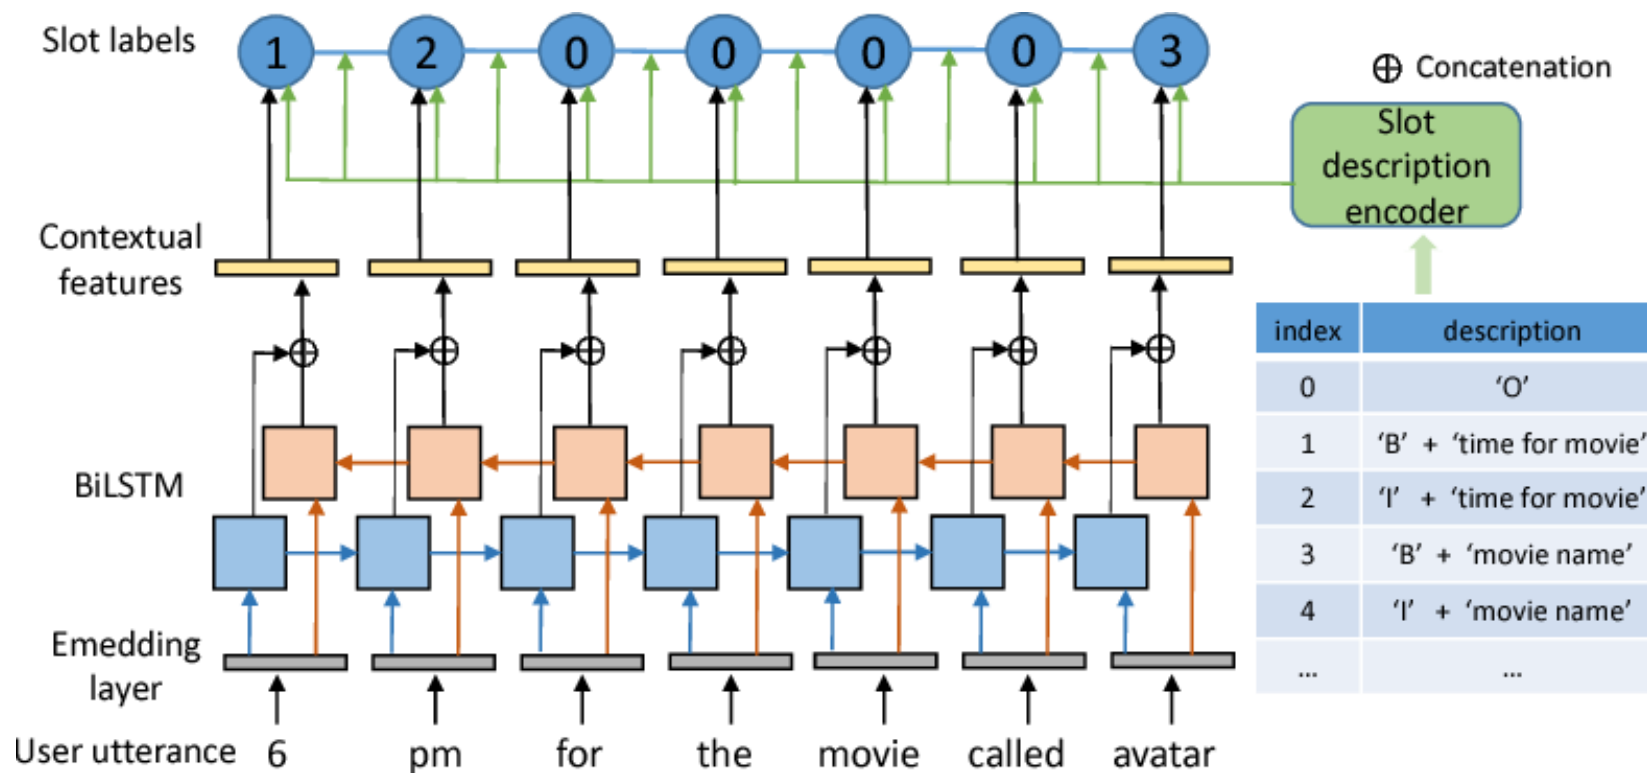 Slot labels
1 2 0 0 0 0 3
⊕ Concatenation
Slot
description
encoder
Contextual
features
index description
0 ‘O’
1 ‘B’ + ‘time for movie’
2 ‘I’ + ‘time for movie’
3 ‘B’ + ‘movie name’
4 ‘I’ + ‘movie name’
... ...
BiLSTM
Emedding
layer
User utterance 6 pm for the movie called avatar